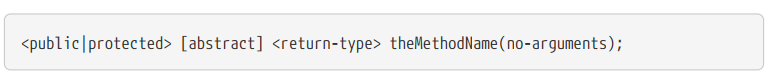 <public|protected> [abstract] <return-type> theMethodName(no-arguments);